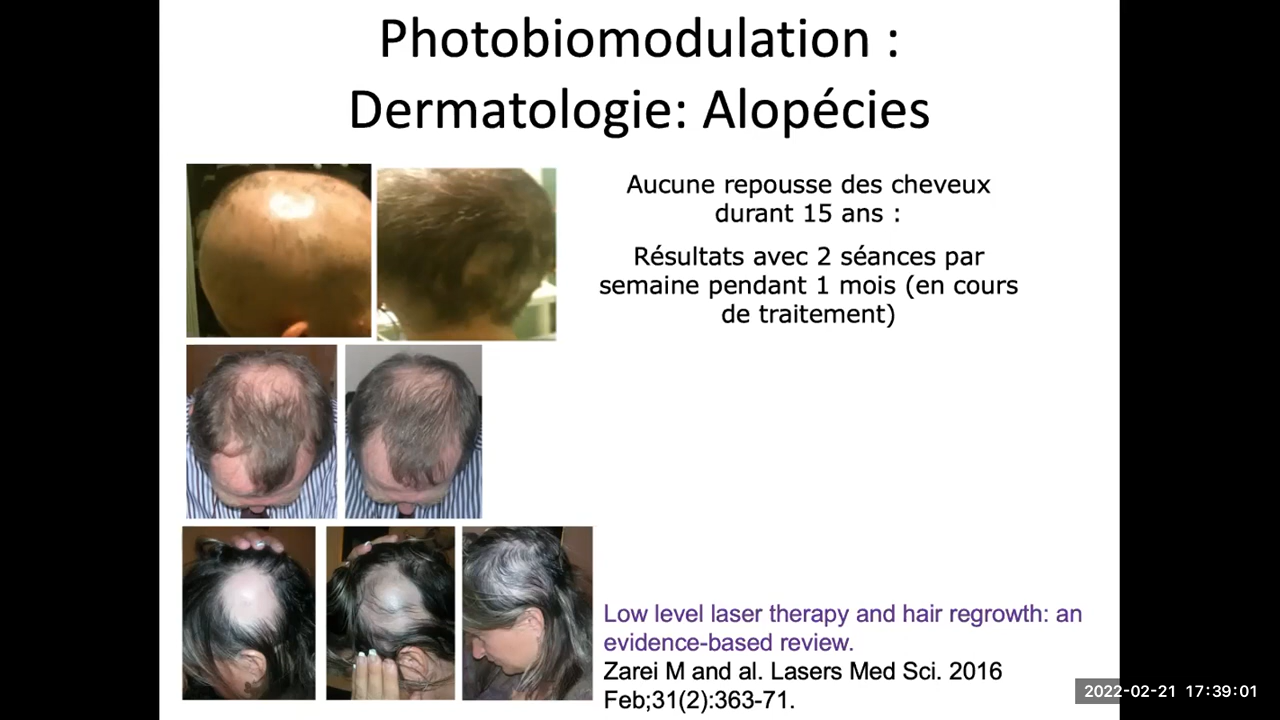 Photobiomodulation :
Dermatologie: Alopécies
Aucune repousse des cheveux
durant 15 ans :
Résultats avec 2 séances par
semaine pendant 1 mois (en cours
de traitement)
Low level laser therapy and hair regrowth: an
evidence-based review.
Zarei M and al. Lasers Med Sci. 2016
Feb;31(2):363-71.
2022-02-21 17:39:01